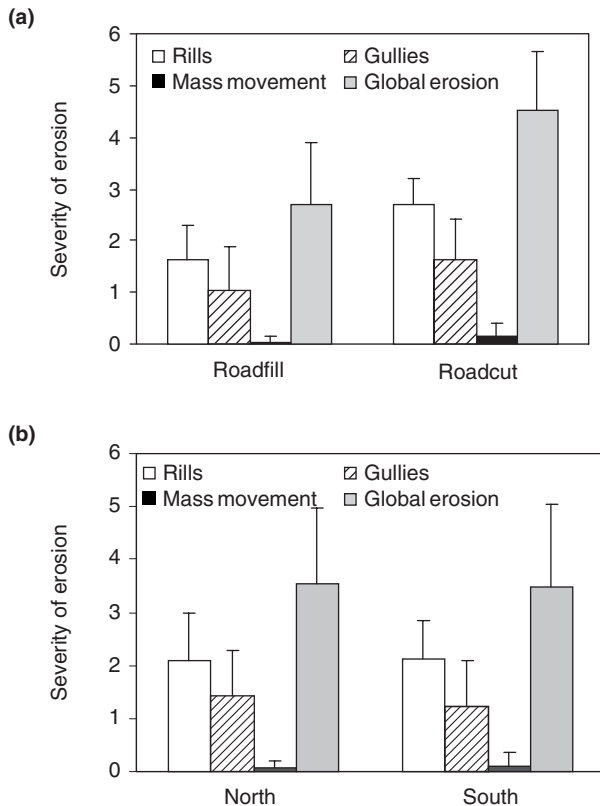 (a)
6
Rills
Gullies
Mass movement
Global erosion
5
4
3
2
1
0
Severity of erosion
Roadfill
Roadcut
(b)
6
Rills
Gullies
Mass movement
Global erosion
5
4
3
2
1
0
Severity of erosion
North
South